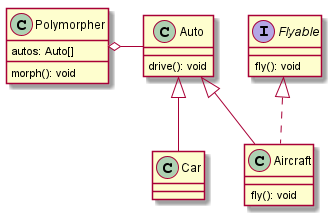 C Polymorpher
autos: Auto[]
morph(): void
C Auto
drive(): void
I Flyable
fly(): void
C Car
C Aircraft
fly(): void